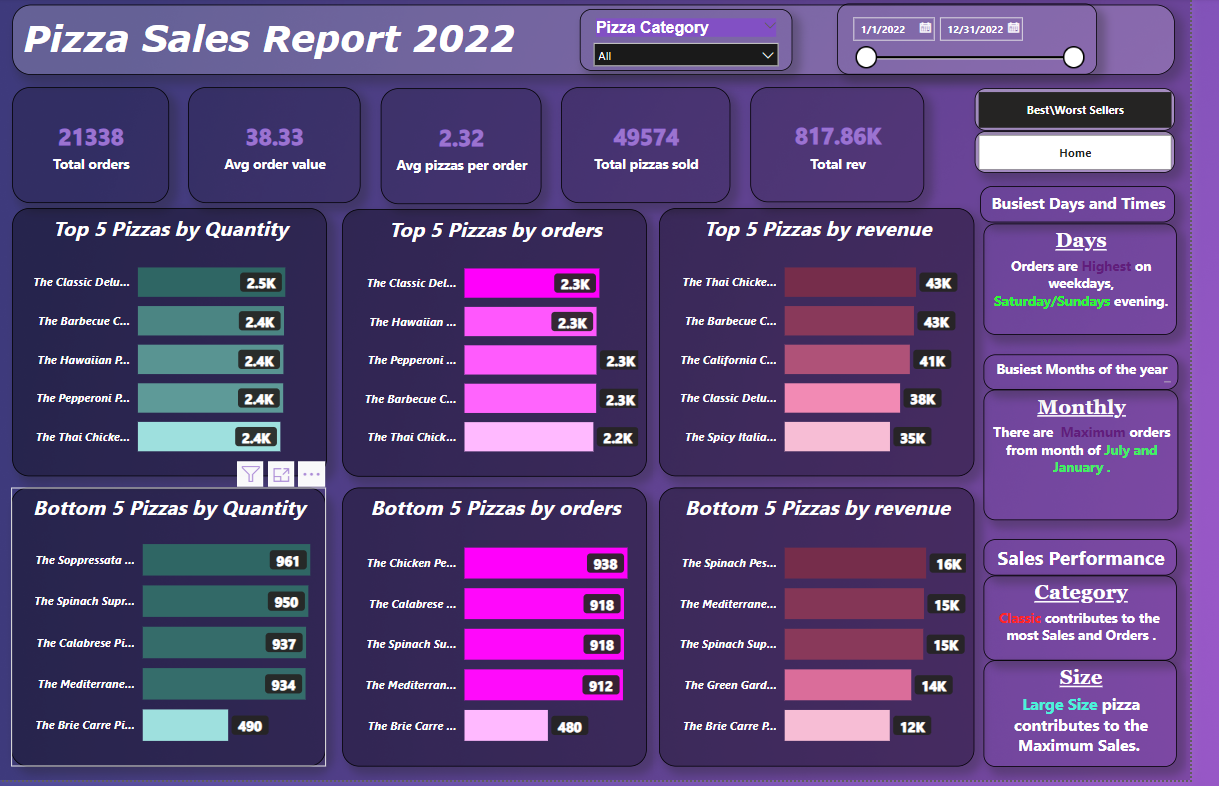 Pizza Sales Report 2022
Pizza Category
All
1/1/2022 12/31/2022
21338
Total orders
38.33
Avg order value
2.32
Avg pizzas per order
49574
Total pizzas sold
817.86K
Total rev
Best\Worst Sellers
Home
Top 5 Pizzas by Quantity
The Classic Delu... 2.5K
The Barbecue C... 2.4K
The Hawaiian P... 2.4K
The Pepperoni P... 2.4K
The Thai Chicke... 2.4K
Top 5 Pizzas by orders
The Classic Del... 2.3K
The Hawaiian ... 2.3K
The Pepperoni ... 2.3K
The Barbecue C... 2.3K
The Thai Chick... 2.2K
Top 5 Pizzas by revenue
The Thai Chicke... 43K
The Barbecue C... 43K
The California C... 41K
The Classic Delu... 38K
The Spicy Italia... 35K
Bottom 5 Pizzas by Quantity
The Soppressata ... 961
The Spinach Supr... 950
The Calabrese Pi... 937
The Mediterrane... 934
The Brie Carre Pi... 490
Bottom 5 Pizzas by orders
The Chicken Pe... 938
The Calabrese ... 918
The Spinach Su... 918
The Mediterran... 912
The Brie Carre ... 480
Bottom 5 Pizzas by revenue
The Spinach Pes... 16K
The Mediterrane... 15K
The Spinach Sup... 15K
The Green Gard... 14K
The Brie Carre P... 12K
Busiest Days and Times
Days
Orders are Highest on
weekdays,
Saturday/Sundays evening.
Busiest Months of the year
Monthly
There are Maximum orders
from month of July and
January .
Sales Performance
Category
Classic contributes to the
most Sales and Orders .
Size
Large Size pizza
contributes to the
Maximum Sales.